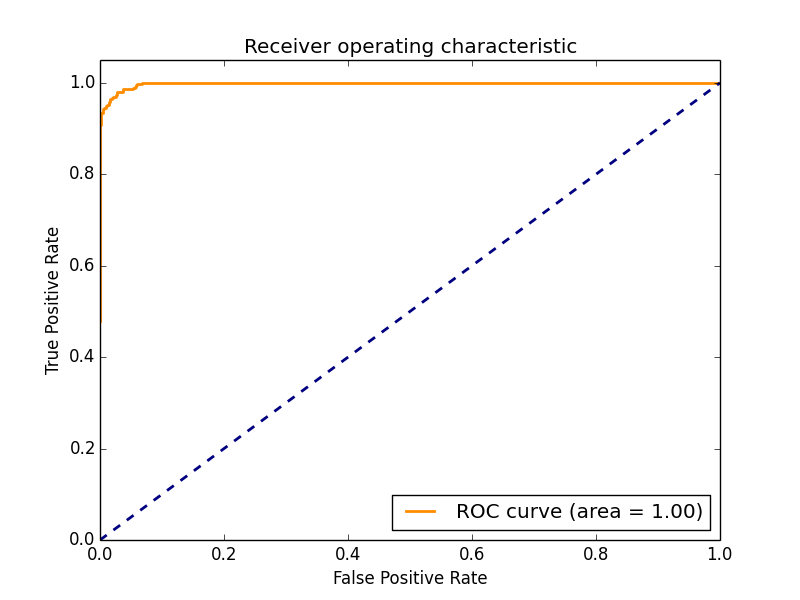 Receiver operating characteristic
1.0
0.8
0.6
0.4
0.2
0.0
True Positive Rate
ROC curve (area = 1.00)
0.0 0.2 0.4 0.6 0.8 1.0
False Positive Rate